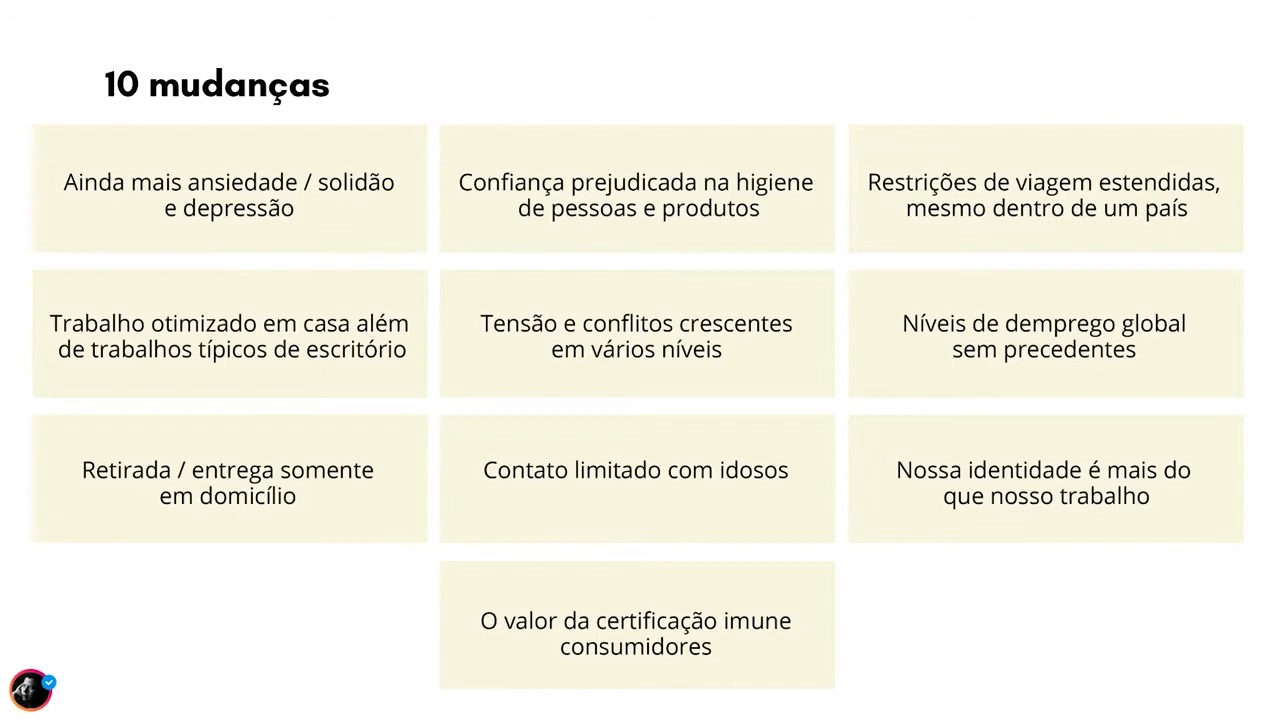 10 mudanças
Ainda mais ansiedade / solidão
e depressão
Confiança prejudicada na higiene
de pessoas e produtos
Restrições de viagem estendidas,
mesmo dentro de um país
Trabalho otimizado em casa além
de trabalhos típicos de escritório
Tensão e conflitos crescentes
em vários níveis
Níveis de demprego global
sem precedentes
Retirada / entrega somente
em domicílio
Contato limitado com idosos
Nossa identidade é mais do
que nosso trabalho
O valor da certificação imune
consumidores